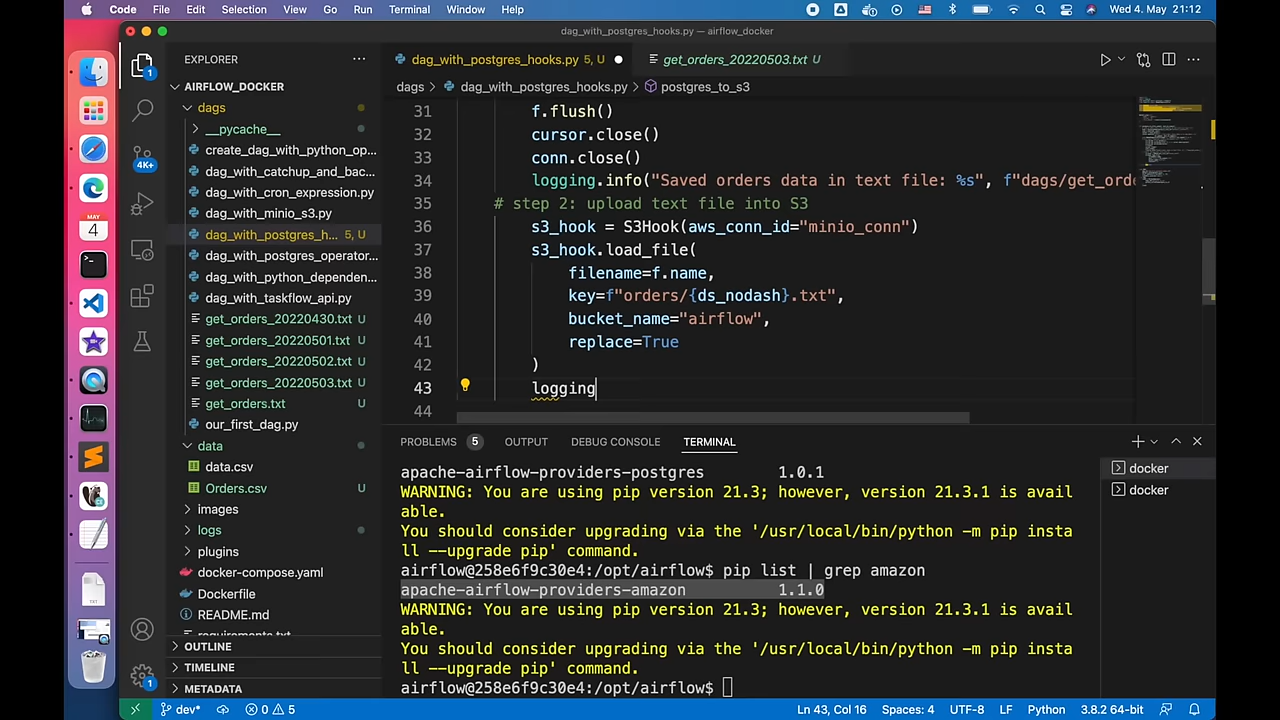 Code File Edit Selection View Go Run Terminal Window Help Wed 4. May 21:12
dag_with_postgres_hooks.py — airflow_docker
EXPLORER
dag_with_postgres_hooks.py 5, U
get_orders_20220503.txt U
dags > dag_with_postgres_hooks.py > postgres_to_s3
AIRFLOW_DOCKER
dags
__pycache__
create_dag_with_python_op...
dag_with_catchup_and_bac...
dag_with_cron_expression.py
dag_with_minio_s3.py
dag_with_postgres_h... 5, U
dag_with_postgres_operator...
dag_with_python_dependen...
dag_with_taskflow_api.py
get_orders_20220430.txt U
get_orders_20220501.txt U
get_orders_20220502.txt U
get_orders_20220503.txt U
get_orders.txt U
our_first_dag.py
data
data.csv
Orders.csv U
images
logs
plugins
docker-compose.yaml
Dockerfile
README.md
requirements.txt
OUTLINE
TIMELINE
METADATA
31 f.flush()
32 cursor.close()
33 conn.close()
34 logging.info("Saved orders data in text file: %s", f"dags/get_orde
35 # step 2: upload text file into S3
36 s3_hook = S3Hook(aws_conn_id="minio_conn")
37 s3_hook.load_file(
38 filename=f.name,
39 key=f"orders/{ds_nodash}.txt",
40 bucket_name="airflow",
41 replace=True
42 )
43 logging
44
PROBLEMS 5 OUTPUT DEBUG CONSOLE TERMINAL
apache-airflow-providers-postgres 1.0.1
WARNING: You are using pip version 21.3; however, version 21.3.1 is avail
able.
You should consider upgrading via the '/usr/local/bin/python -m pip insta
ll --upgrade pip' command.
airflow@258e6f9c30e4:/opt/airflow$ pip list | grep amazon
apache-airflow-providers-amazon 1.1.0
WARNING: You are using pip version 21.3; however, version 21.3.1 is avail
able.
You should consider upgrading via the '/usr/local/bin/python -m pip insta
ll --upgrade pip' command.
airflow@258e6f9c30e4:/opt/airflow$
docker
docker
MAY
4
4K+
1
1
dev* 0 5 Ln 43, Col 16 Spaces: 4 UTF-8 LF Python 3.8.2 64-bit